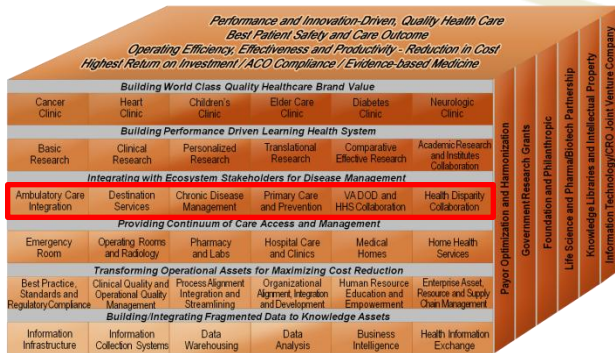 Performance and Innovation-Driven, Quality Health Care
Best Patient Safety and Care Outcome
Operating Efficiency, Effectiveness and Productivity - Reduction in Cost
Highest Return on Investment / ACO Compliance / Evidence-based Medicine
Building World Class Quality Healthcare Brand Value
Cancer Clinic
Heart Clinic
Children's Clinic
Elder Care Clinic
Diabetes Clinic
Neurologic Clinic
Building Performance Driven Learning Health System
Basic Research
Clinical Research
Personalized Research
Translational Research
Comparative Effective Research
Academic Research and Institutes Collaboration
Integrating with Ecosystem Stakeholders for Disease Management
Ambulatory Care Integration
Destination Services
Chronic Disease Management
Primary Care and Prevention
VA DOD and HHS Collaboration
Health Disparity Collaboration
Providing Continuum of Care Access and Management
Emergency Room
Operating Rooms and Radiology
Pharmacy and Labs
Hospital Care and Clinics
Medical Homes
Home Health Services
Transforming Operational Assets for Maximizing Cost Reduction
Best Practice, Standards and Regulatory Compliance
Clinical Quality and Operational Quality Management
Process Alignment Integration and Streamlining
Organizational Alignment, Integration and Development
Human Resource Education and Empowerment
Enterprise Asset, Resource and Supply Chain Management
Building/Integrating Fragmented Data to Knowledge Assets
Information Infrastructure
Information Collection Systems
Data Warehousing
Data Analysis
Business Intelligence
Health Information Exchange
Payor Optimization and Harmonization
Government Research Grants
Foundation and Philanthropic
Life Science and Pharma/Biotech Partnership
Knowledge Libraries and Intellectual Property
Information Technology/CRO Joint Venture Company